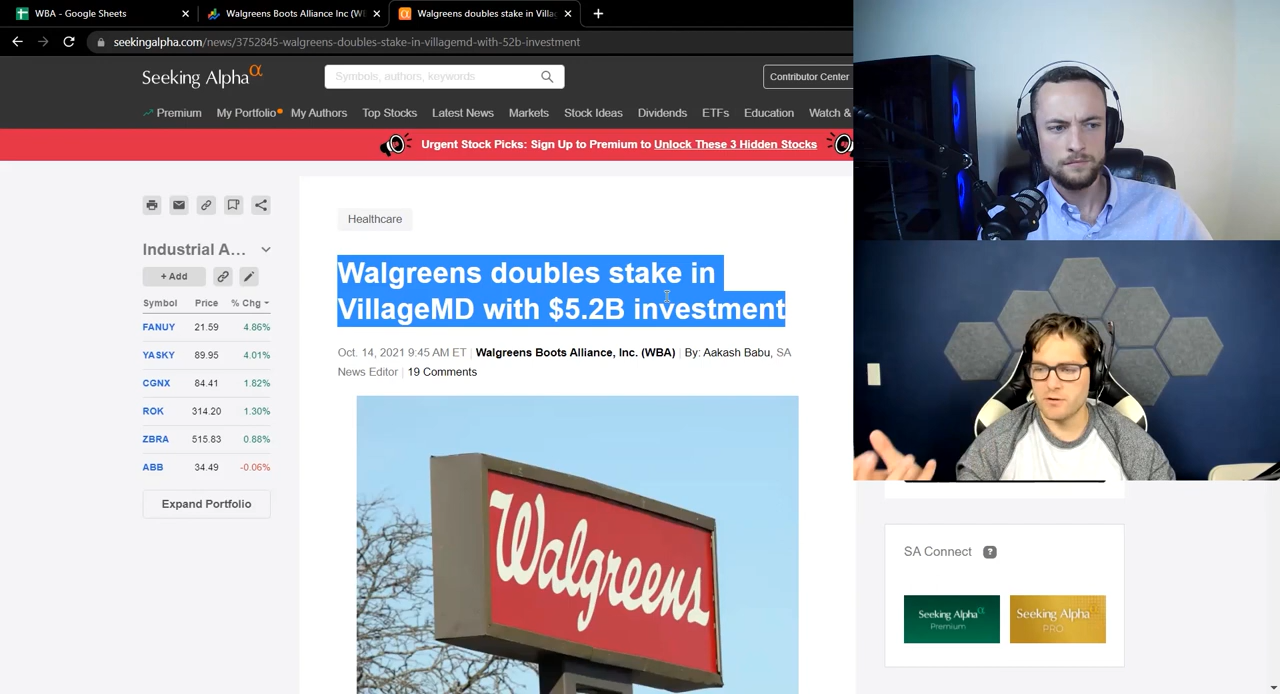 WBA - Google Sheets
Walgreens Boots Alliance Inc (W
Walgreens doubles stake in Villa
seekingalpha.com/news/3752845-walgreens-doubles-stake-in-villagemd-with-52b-investment
Seeking Alpha α
Symbols, authors, keywords
Contributor Center
Premium My Portfolio My Authors Top Stocks Latest News Markets Stock Ideas Dividends ETFs Education Watch &
Urgent Stock Picks: Sign Up to Premium to Unlock These 3 Hidden Stocks
Healthcare
Industrial A...
+ Add
Symbol Price % Chg
FANUY 21.59 4.86%
YASKY 89.95 4.01%
CGNX 84.41 1.82%
ROK 314.20 1.30%
ZBRA 515.83 0.88%
ABB 34.49 -0.06%
Expand Portfolio
Walgreens doubles stake in
VillageMD with $5.2B investment
Oct. 14, 2021 9:45 AM ET | Walgreens Boots Alliance, Inc. (WBA) | By: Aakash Babu, SA
News Editor | 19 Comments
Walgreens
SA Connect ?
Seeking Alpha α
Premium
Seeking Alpha α
PRO